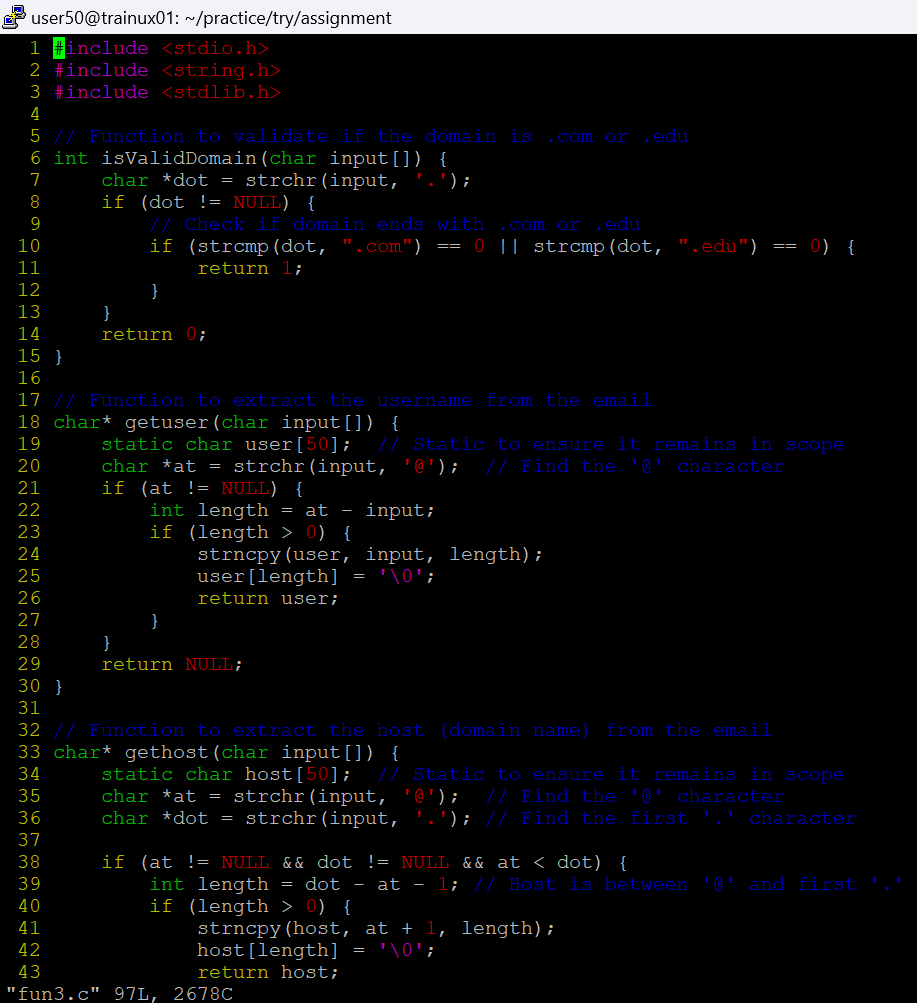 user50@trainux01: ~/practice/try/assignment
1 #include <stdio.h>
2 #include <string.h>
3 #include <stdlib.h>
4
5 // Function to validate if the domain is .com or .edu
6 int isValidDomain(char input[]) {
7     char *dot = strchr(input, '.');
8     if (dot != NULL) {
9         // Check if domain ends with .com or .edu
10         if (strcmp(dot, ".com") == 0 || strcmp(dot, ".edu") == 0) {
11             return 1;
12         }
13     }
14     return 0;
15 }
16
17 // Function to extract the username from the email
18 char* getuser(char input[]) {
19     static char user[50];  // Static to ensure it remains in scope
20     char *at = strchr(input, '@');  // Find the '@' character
21     if (at != NULL) {
22         int length = at - input;
23         if (length > 0) {
24             strncpy(user, input, length);
25             user[length] = '\0';
26             return user;
27         }
28     }
29     return NULL;
30 }
31
32 // Function to extract the host (domain name) from the email
33 char* gethost(char input[]) {
34     static char host[50];  // Static to ensure it remains in scope
35     char *at = strchr(input, '@');  // Find the '@' character
36     char *dot = strchr(input, '.'); // Find the first '.' character
37
38     if (at != NULL && dot != NULL && at < dot) {
39         int length = dot - at - 1; // Host is between '@' and first '.'
40         if (length > 0) {
41             strncpy(host, at + 1, length);
42             host[length] = '\0';
43             return host;
"fun3.c" 97L, 2678C